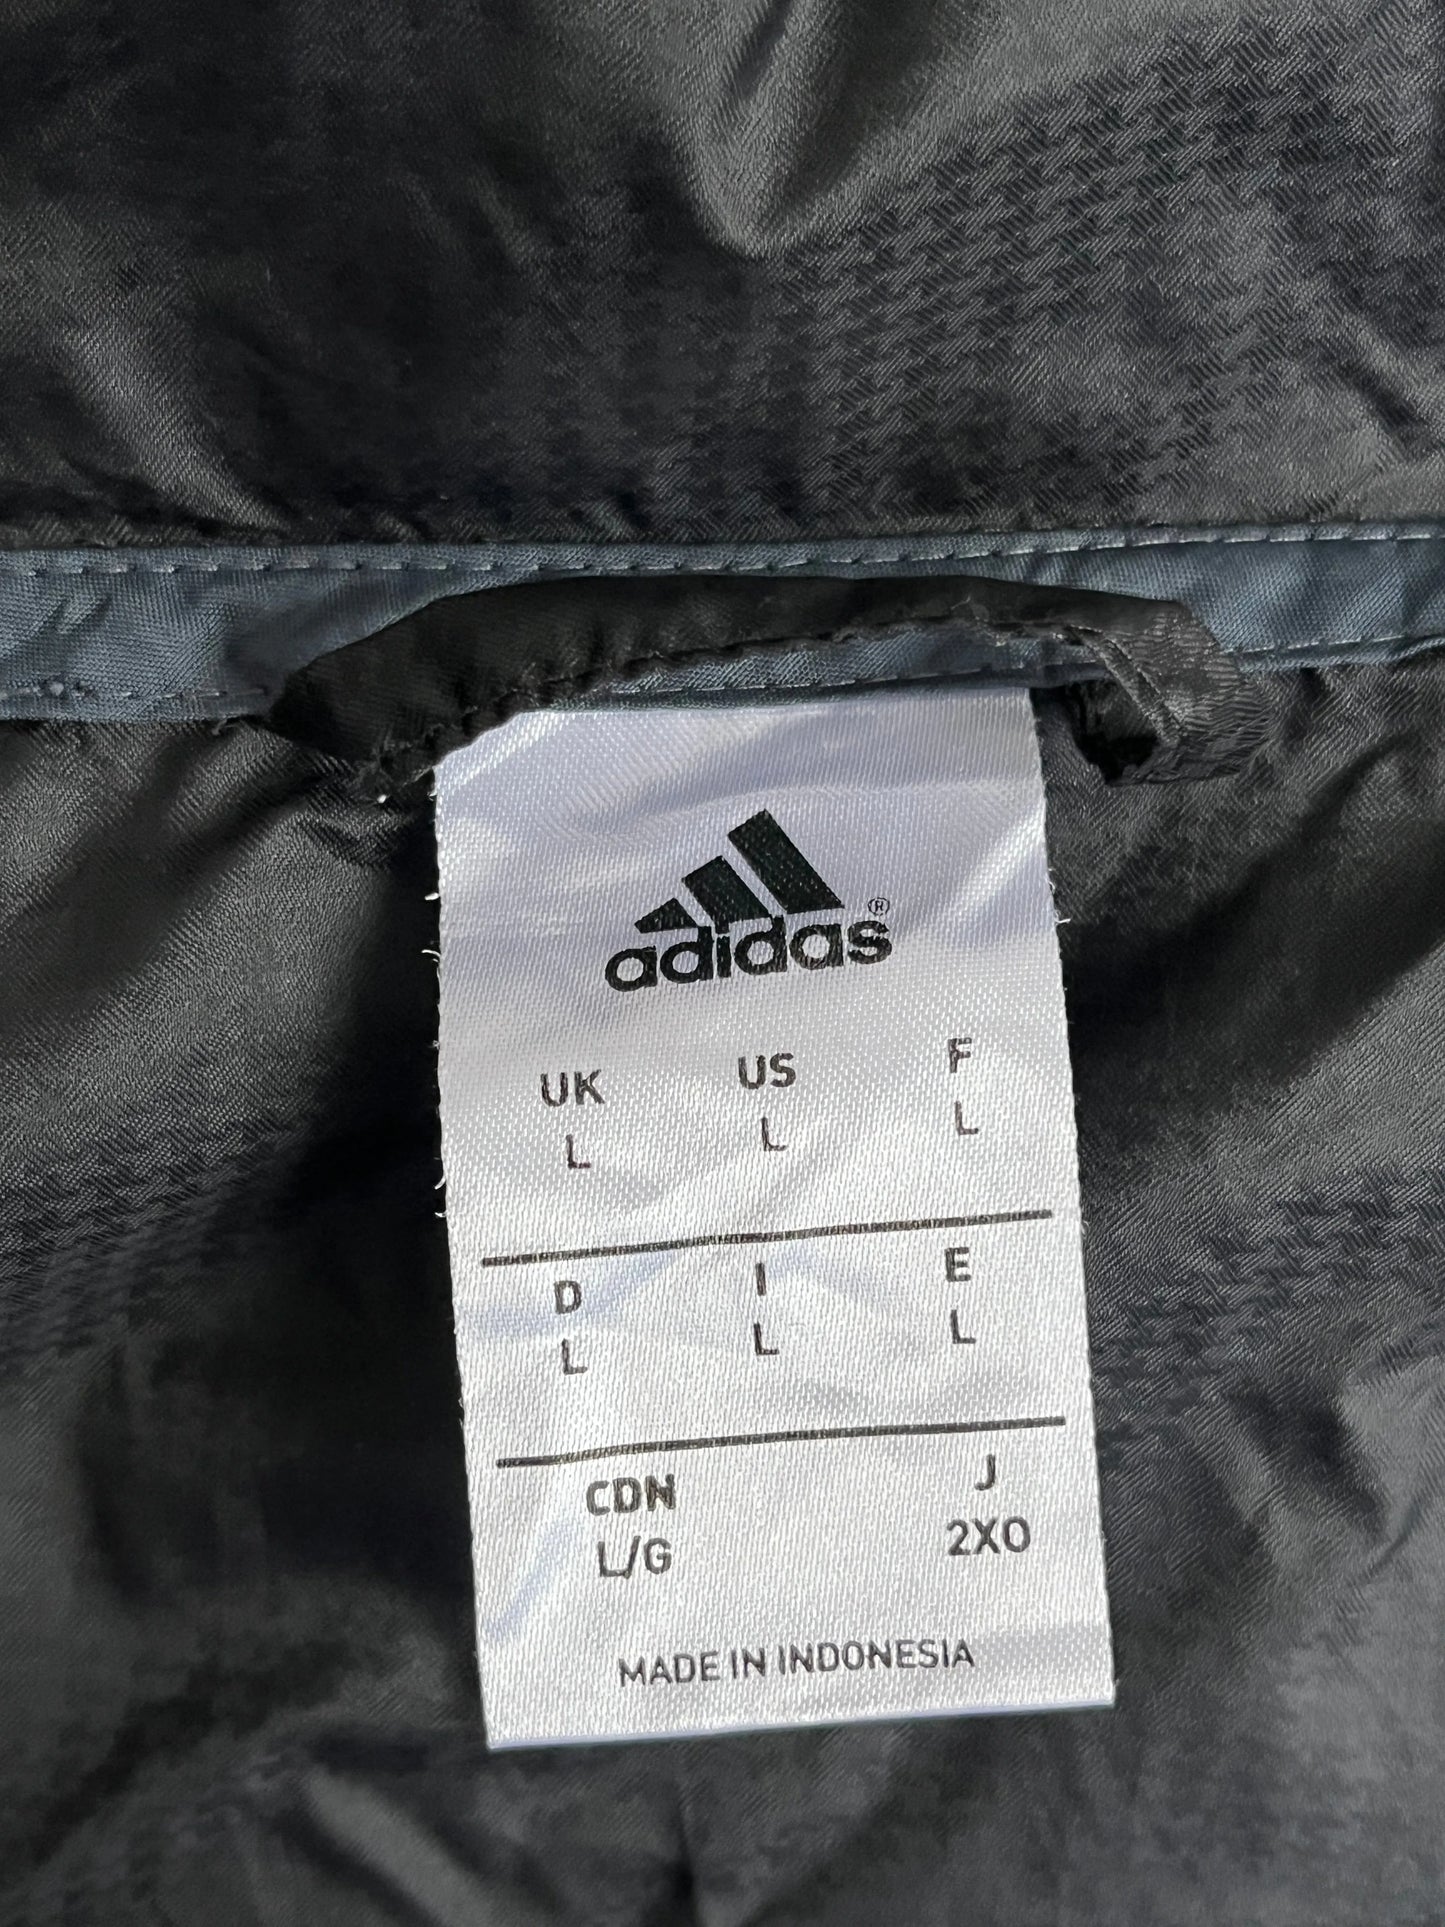 adidas®
UK US F
L L L
D I E
L L L
CDN J
L/G 2XO
MADE IN INDONESIA